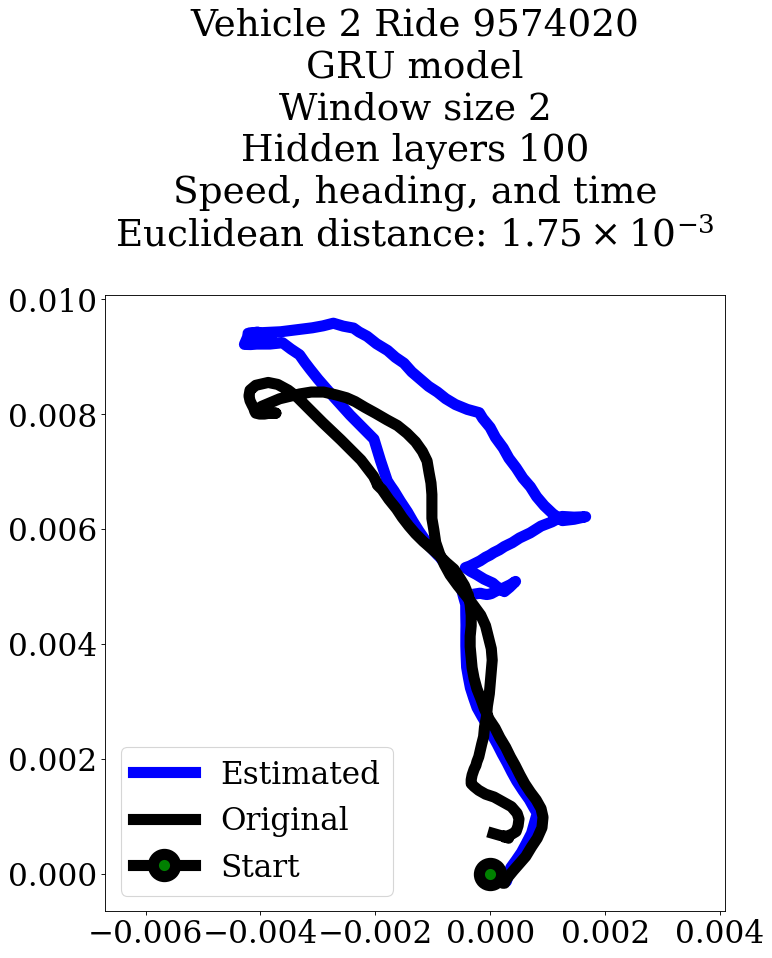 Vehicle 2 Ride 9574020
GRU model
Window size 2
Hidden layers 100
Speed, heading, and time
Euclidean distance: 1.75 × 10⁻³
0.010
0.008
0.006
0.004
0.002
0.000
Estimated
Original
Start
−0.006 −0.004 −0.002 0.000 0.002 0.004